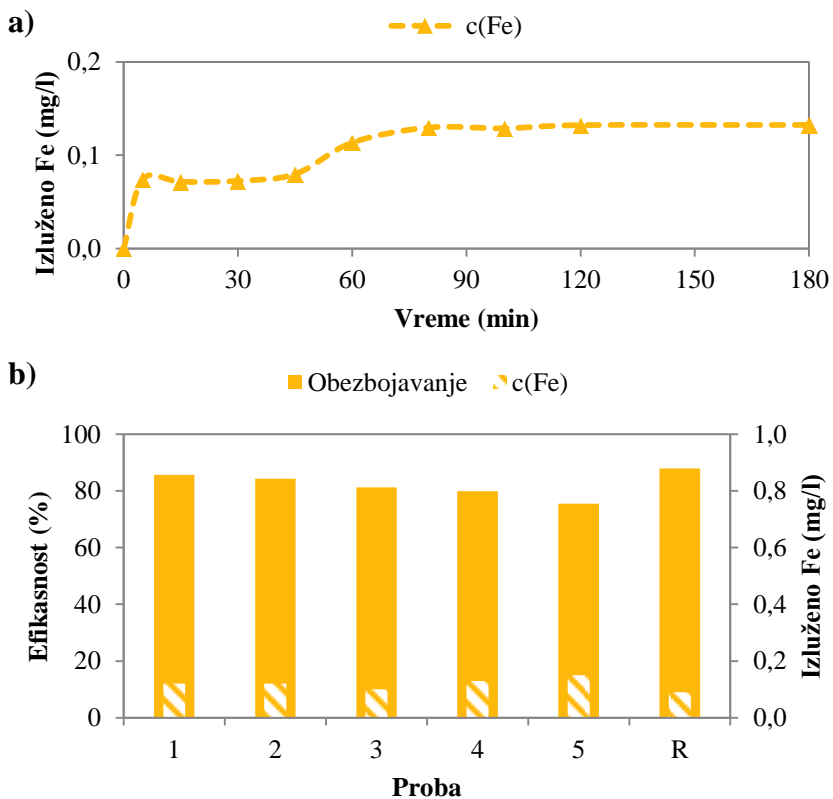 a)
c(Fe)
Izluženo Fe (mg/l)
0,2
0,1
0,0
0 30 60 90 120 150 180
Vreme (min)
b)
Obezbojavanje c(Fe)
Efikasnost (%)
100
80
60
40
20
0
1,0
0,8
0,6
0,4
0,2
0,0
Izluženo Fe (mg/l)
1 2 3 4 5 R
Proba